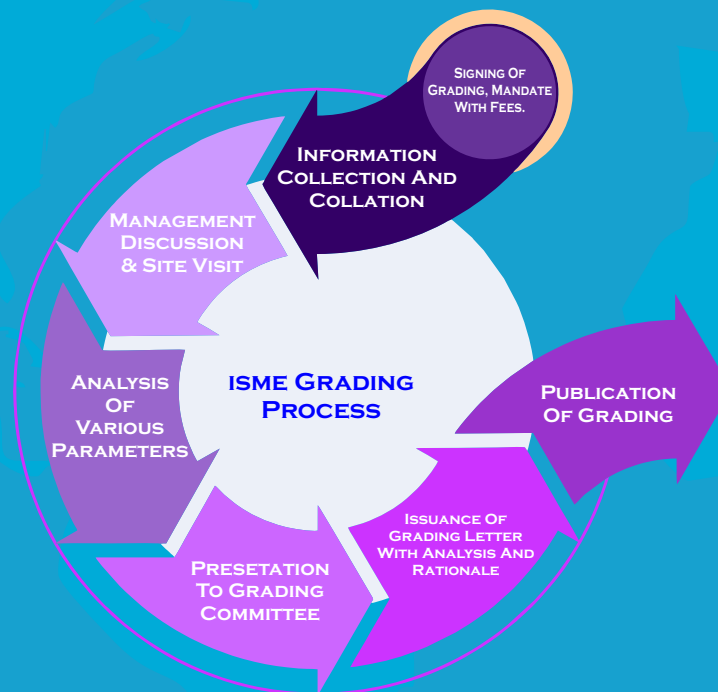 Signing Of
Grading, Mandate
With Fees.
Information
Collection And
Collation
Management
Discussion
& Site Visit
Analysis
Of
Various
Parameters
Presetation
To Grading
Committee
Issuance Of
Grading Letter
With Analysis And
Rationale
Publication
Of Grading
isme Grading
Process